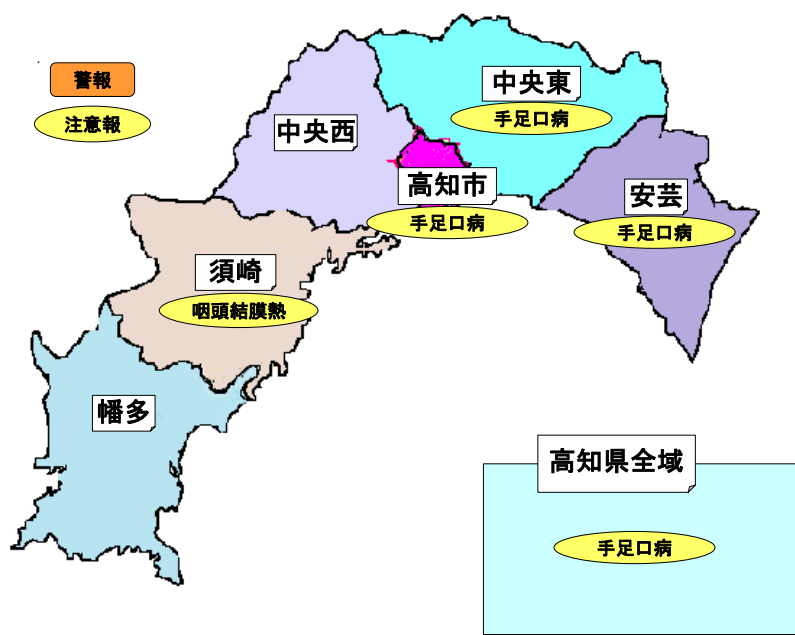 警報
注意報
中央東
手足口病
中央西
高知市
手足口病
安芸
手足口病
須崎
咽頭結膜熱
幡多
高知県全域
手足口病